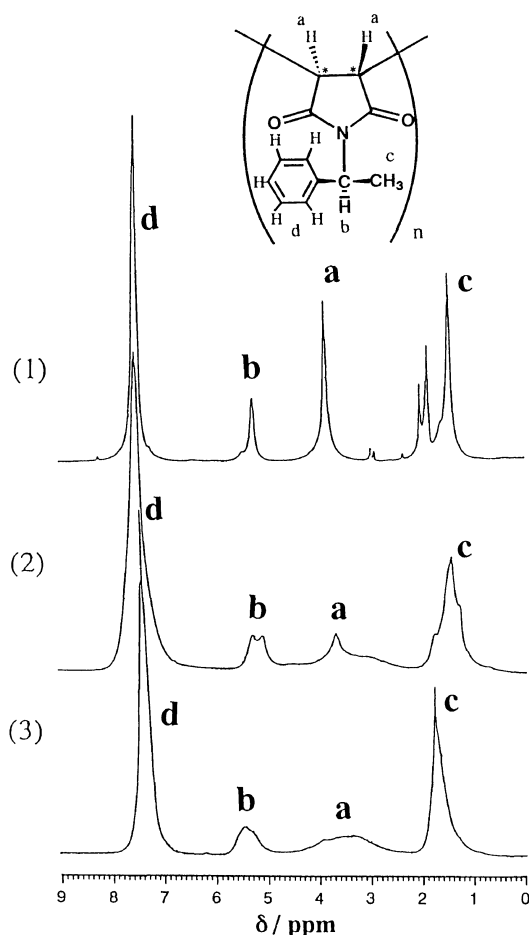 a a
H H
* *
O N O
H H c
H C CH₃
H H H
d b n
d b a c
(1)
d b a c
(2)
d b a c
(3)
9 8 7 6 5 4 3 2 1 0
δ / ppm